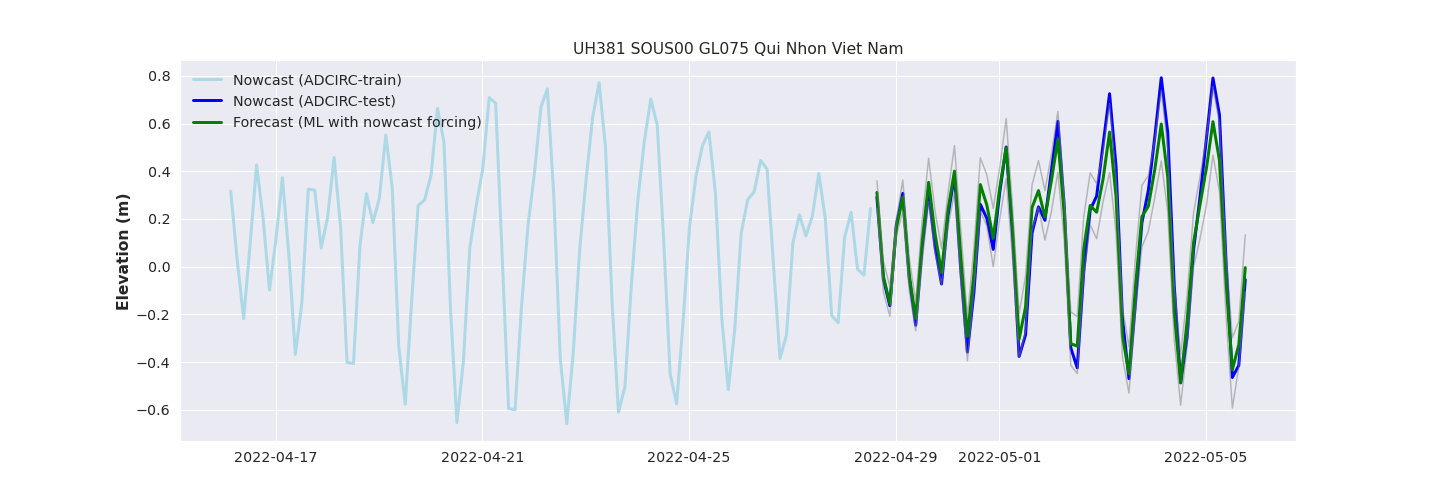 UH381 SOUS00 GL075 Qui Nhon Viet Nam
Nowcast (ADCIRC-train)
Nowcast (ADCIRC-test)
Forecast (ML with nowcast forcing)
Elevation (m)
0.8
0.6
0.4
0.2
0.0
−0.2
−0.4
−0.6
2022-04-17 2022-04-21 2022-04-25 2022-04-29 2022-05-01 2022-05-05